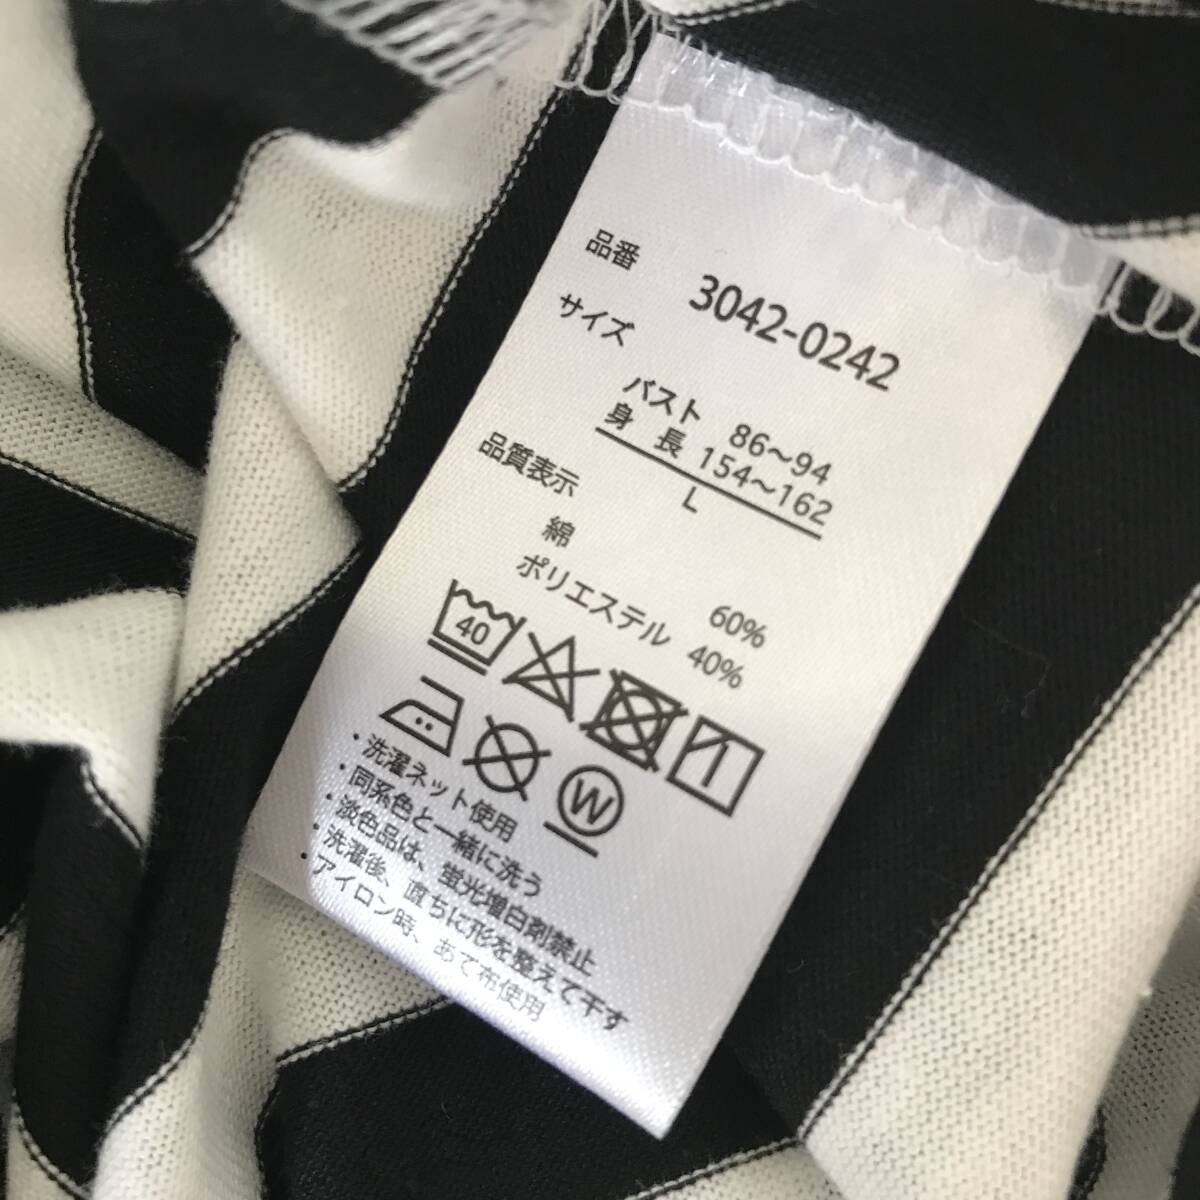 品番 3042-0242
サイズ
バスト 86～94
身 長 154～162
L
品質表示
綿 60%
ポリエステル 40%
40
W
・洗濯ネット使用
・同系色と一緒に洗う
・淡色品は、蛍光増白剤禁止
・洗濯後、直ちに形を整えて干す
・アイロン時、あて布使用